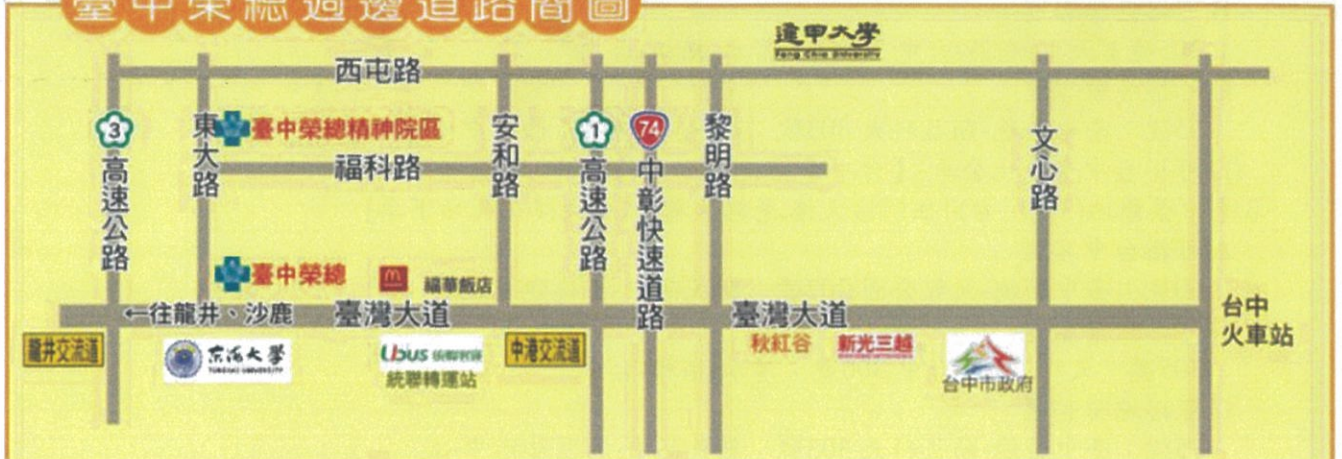 臺中榮總週邊道路簡圖
逢甲大學
Feng Chia University
西屯路
3
高速公路
東大路
臺中榮總精神院區
福科路
安和路
1
高速公路
74
中彰快速道路
黎明路
文心路
臺中榮總
福華飯店
←往龍井、沙鹿
臺灣大道
臺灣大道
台中
火車站
龍井交流道
東海大學
TUNGHAI UNIVERSITY
Ubus 統聯客運
統聯轉運站
中港交流道
秋紅谷
新光三越
台中市政府